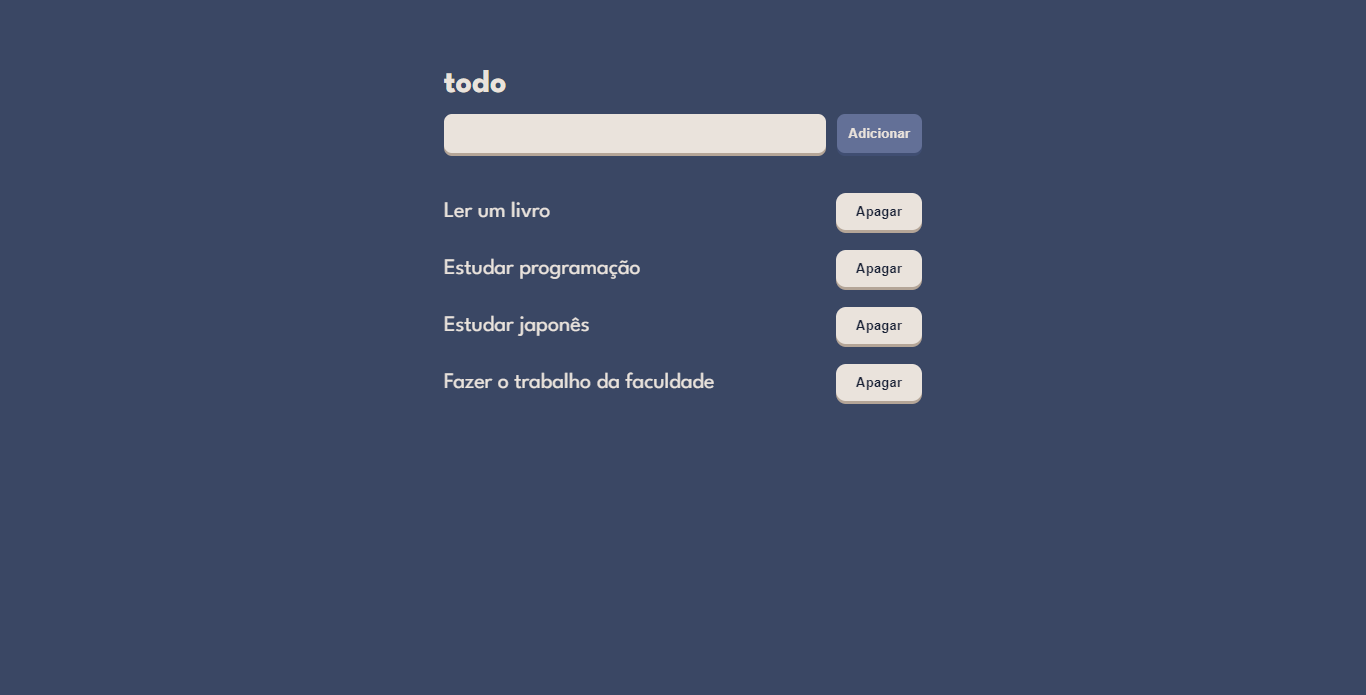 todo
Adicionar
Ler um livro Apagar
Estudar programação Apagar
Estudar japonês Apagar
Fazer o trabalho da faculdade Apagar